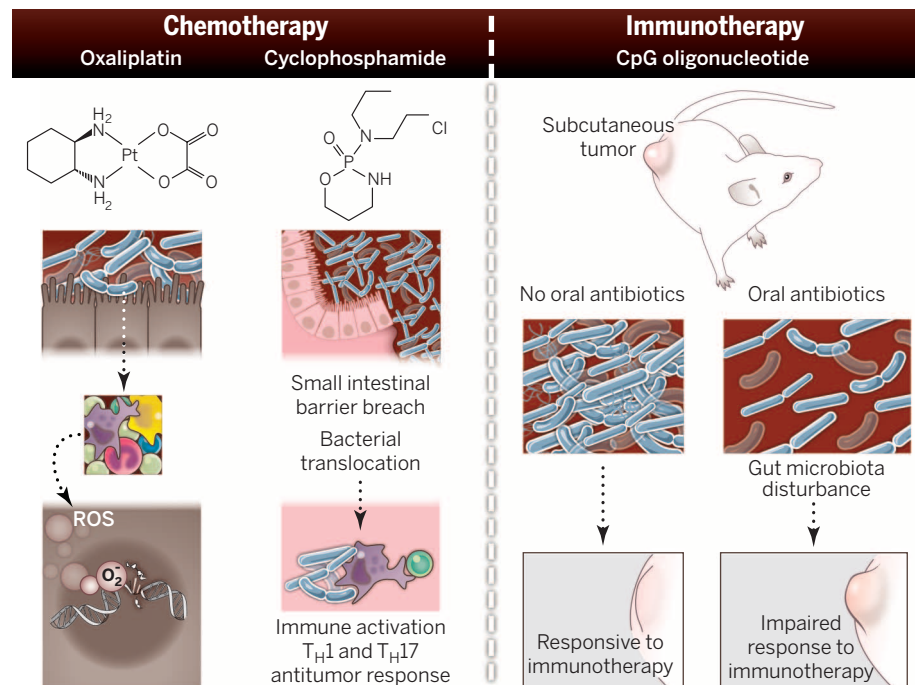 Chemotherapy
Oxaliplatin
Cyclophosphamide
H2
N
Pt
N
H2
O
O
O
O
Cl
N
O
P
O
NH
Small intestinal
barrier breach
Bacterial
translocation
ROS
O2-
Immune activation
TH1 and TH17
antitumor response
Immunotherapy
CpG oligonucleotide
Subcutaneous
tumor
No oral antibiotics
Oral antibiotics
Gut microbiota
disturbance
Responsive to
immunotherapy
Impaired
response to
immunotherapy